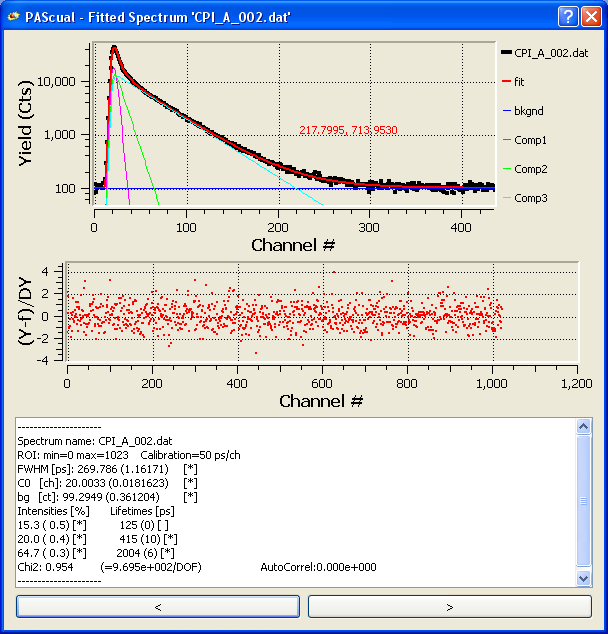 PAScual - Fitted Spectrum 'CPI_A_002.dat'
Yield (Cts)
10,000
1,000
100
217.7995, 713.9530
0 100 200 300 400
Channel #
CPI_A_002.dat
fit
bkgnd
Comp1
Comp2
Comp3
(Y-f)/DY
4
2
0
-2
-4
0 200 400 600 800 1,000 1,200
Channel #
---------------------
Spectrum name: CPI_A_002.dat
ROI: min=0 max=1023 Calibration=50 ps/ch
FWHM [ps]: 269.786 (1.16171) [*]
C0 [ch]: 20.0033 (0.0181623) [*]
bg [ct]: 99.2949 (0.361204) [*]
Intensities [%] Lifetimes [ps]
15.3 ( 0.5) [*] 125 (0) [ ]
20.0 ( 0.4) [*] 415 (10) [*]
64.7 ( 0.3) [*] 2004 (6) [*]
Chi2: 0.954 (=9.695e+002/DOF) AutoCorrel:0.000e+000
---------------------
< >